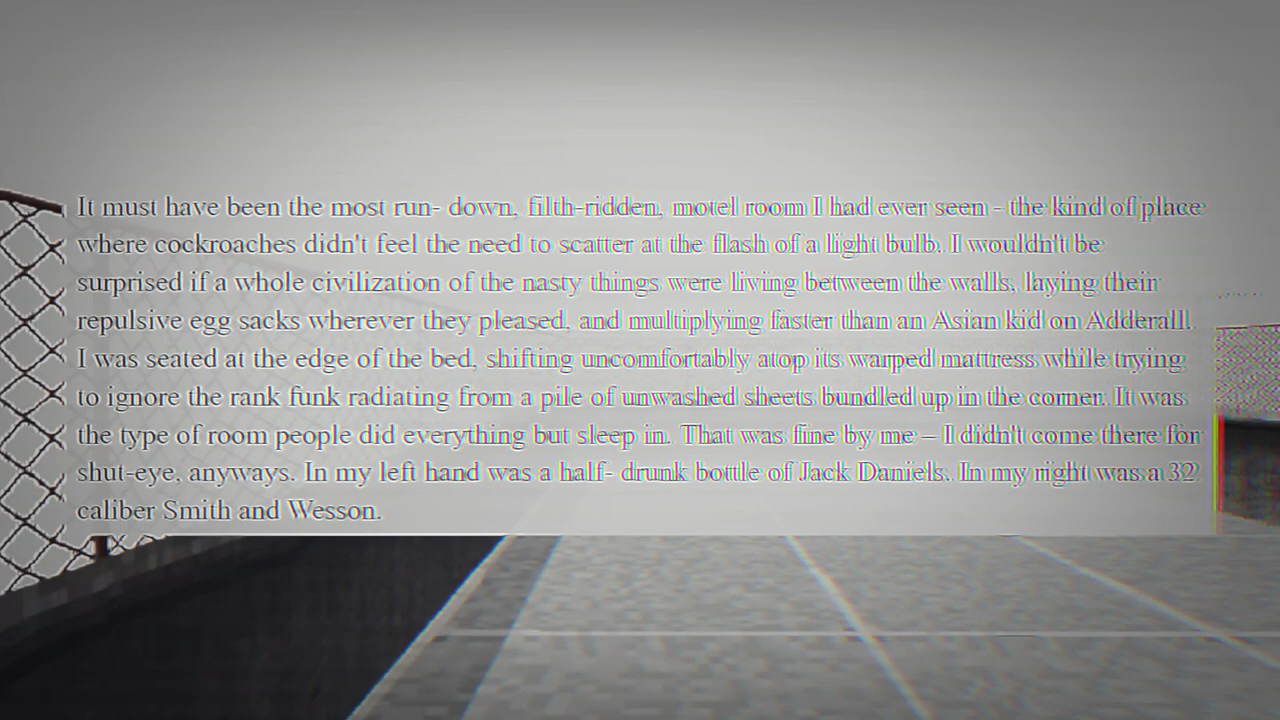 It must have been the most run- down, filth-ridden, motel room I had ever seen - the kind of place
where cockroaches didn't feel the need to scatter at the flash of a light bulb. I wouldn't be
surprised if a whole civilization of the nasty things were living between the walls, laying their
repulsive egg sacks wherever they pleased, and multiplying faster than an Asian kid on Adderall.
I was seated at the edge of the bed, shifting uncomfortably atop its warped mattress while trying
to ignore the rank funk radiating from a pile of unwashed sheets bundled up in the corner. It was
the type of room people did everything but sleep in. That was fine by me – I didn't come there for
shut-eye, anyways. In my left hand was a half- drunk bottle of Jack Daniels. In my right was a 32
caliber Smith and Wesson.